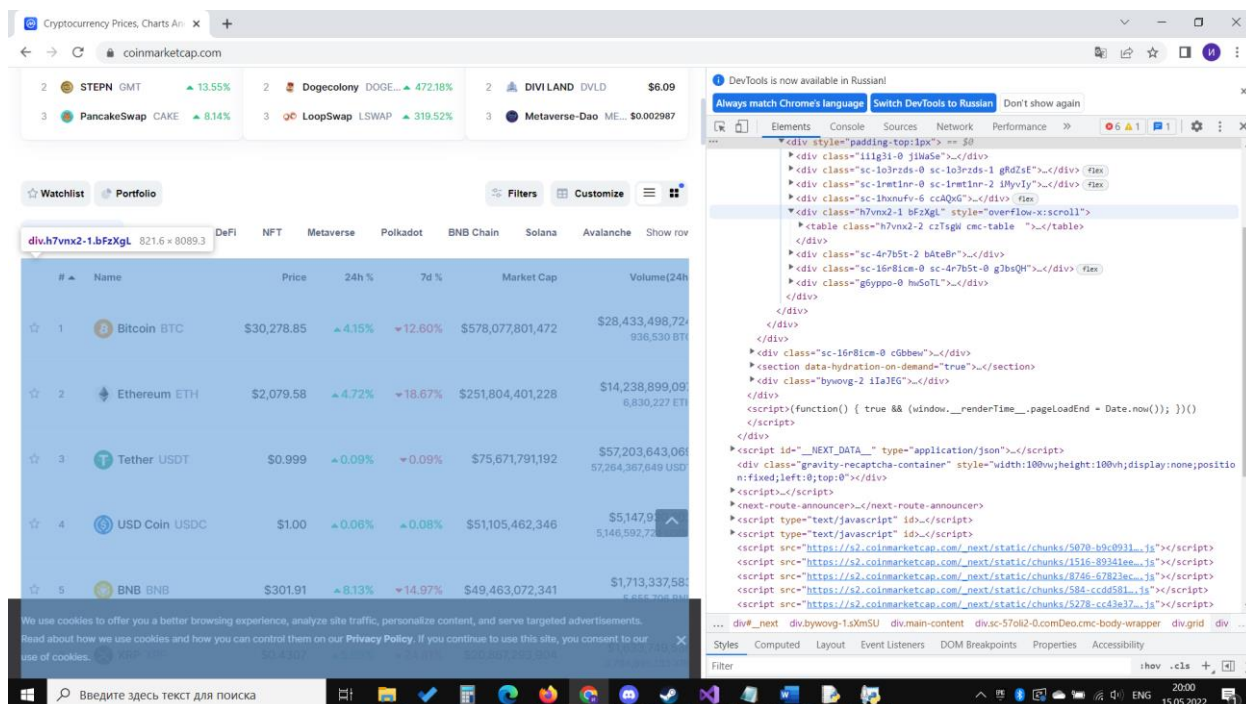 Cryptocurrency Prices, Charts An
coinmarketcap.com
И
2 STEPN GMT 13.55%
2 Dogecolony DOGE... 472.18%
2 DIVI LAND DVLD $6.09
3 PancakeSwap CAKE 8.14%
3 LoopSwap LSWAP 319.52%
3 Metaverse-Dao ME... $0.002987
Watchlist Portfolio Filters Customize
div.h7vnx2-1.bFzXgL 821.6 × 8089.3
DeFi NFT Metaverse Polkadot BNB Chain Solana Avalanche Show rov
# Name Price 24h % 7d % Market Cap Volume(24h
1 Bitcoin BTC $30,278.85 4.15% 12.60% $578,077,801,472 $28,433,498,72
936,530 BT
2 Ethereum ETH $2,079.58 4.72% 18.67% $251,804,401,228 $14,238,899,09
6,830,227 ET
3 Tether USDT $0.999 0.09% 0.09% $75,671,791,192 $57,203,643,06
57,264,367,649 USD
4 USD Coin USDC $1.00 0.06% 0.08% $51,105,462,346 $5,147,9
5,146,592,72
5 BNB BNB $301.91 8.13% 14.97% $49,463,072,341 $1,713,337,58
We use cookies to offer you a better browsing experience, analyze site traffic, personalize content, and serve targeted advertisements.
Read about how we use cookies and how you can control them on our Privacy Policy. If you continue to use this site, you consent to our
use of cookies.
DevTools is now available in Russian!
Always match Chrome's language Switch DevTools to Russian Don't show again
Elements Console Sources Network Performance » 6 1 1
... <div style="padding-top:1px"> == $0
<div class="ii1g3i-0 jiWaSe">…</div>
<div class="sc-1o3rzds-0 sc-1o3rzds-1 gRdZsE">…</div> flex
<div class="sc-1rmt1nr-0 sc-1rmt1nr-2 iMyvIy">…</div> flex
<div class="sc-1hxnufv-6 ccAQxG">…</div> flex
<div class="h7vnx2-1 bFzXgL" style="overflow-x:scroll">
<table class="h7vnx2-2 czTsgW cmc-table  ">…</table>
</div>
<div class="sc-4r7b5t-2 bAteBr">…</div>
<div class="sc-16r8icm-0 sc-4r7b5t-0 gJbsQH">…</div> flex
<div class="g6yppo-0 hwSoTL">…</div>
</div>
</div>
</div>
</div>
<div class="sc-16r8icm-0 cGbbew">…</div>
<section data-hydration-on-demand="true">…</section>
<div class="bywovg-2 iIaJEG">…</div>
</div>
<script>(function() { true && (window.__renderTime__.pageLoadEnd = Date.now()); })()
</script>
</div>
<script id="__NEXT_DATA__" type="application/json">…</script>
<div class="gravity-recaptcha-container" style="width:100vw;height:100vh;display:none;positio
n:fixed;left:0;top:0"></div>
<script>…</script>
<next-route-announcer>…</next-route-announcer>
<script type="text/javascript" id>…</script>
<script type="text/javascript" id>…</script>
<script src="https://s2.coinmarketcap.com/_next/static/chunks/5070-b9c0931….js"></script>
<script src="https://s2.coinmarketcap.com/_next/static/chunks/1516-89341ee….js"></script>
<script src="https://s2.coinmarketcap.com/_next/static/chunks/8746-67823ec….js"></script>
<script src="https://s2.coinmarketcap.com/_next/static/chunks/584-ccdd581….js"></script>
<script src="https://s2.coinmarketcap.com/_next/static/chunks/5278-cc43e37….js"></script>
... div#__next div.bywovg-1.sXmSU div.main-content div.sc-57oli2-0.comDeo.cmc-body-wrapper div.grid div
Styles Computed Layout Event Listeners DOM Breakpoints Properties Accessibility
Filter :hov .cls +
Введите здесь текст для поиска
ENG 20:00
15.05.2022